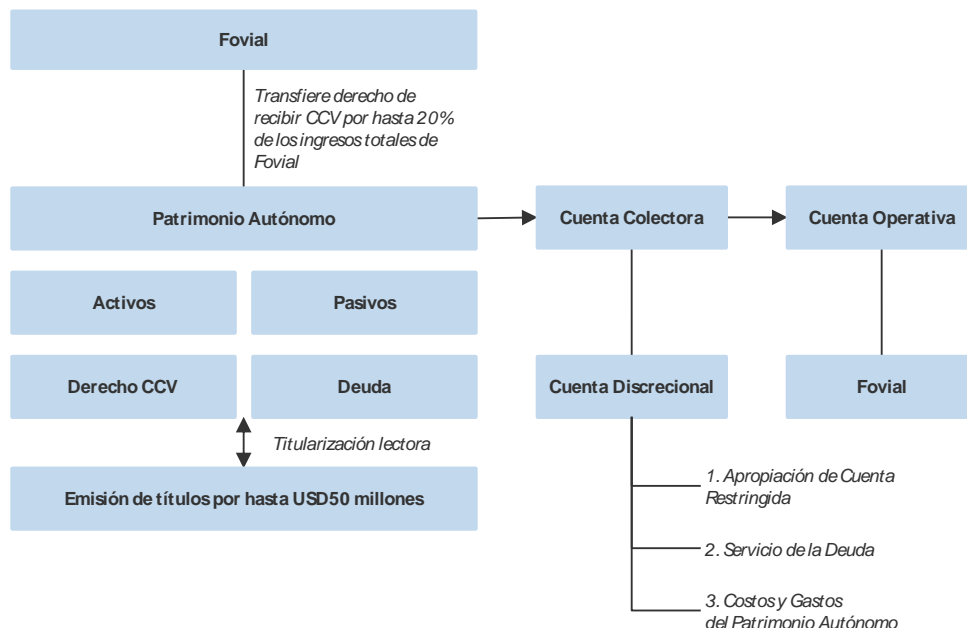 Fovial
Transfiere derecho de
recibir CCV por hasta 20%
de los ingresos totales de
Fovial
Patrimonio Autónomo
Cuenta Colectora
Cuenta Operativa
Activos
Pasivos
Derecho CCV
Deuda
Cuenta Discrecional
Fovial
Titularización lectora
Emisión de títulos por hasta USD50 millones
1. Apropiación de Cuenta
Restringida
2. Servicio de la Deuda
3. Costos y Gastos
del Patrimonio Autónomo